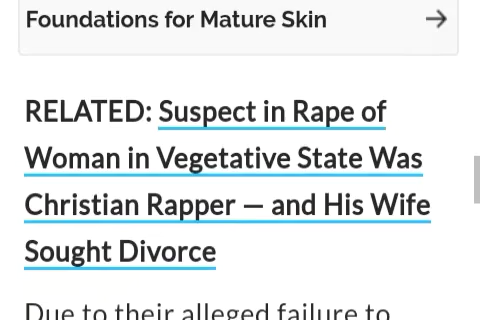 Foundations for Mature Skin
RELATED: Suspect in Rape of
Woman in Vegetative State Was
Christian Rapper — and His Wife
Sought Divorce
Due to their alleged failure to